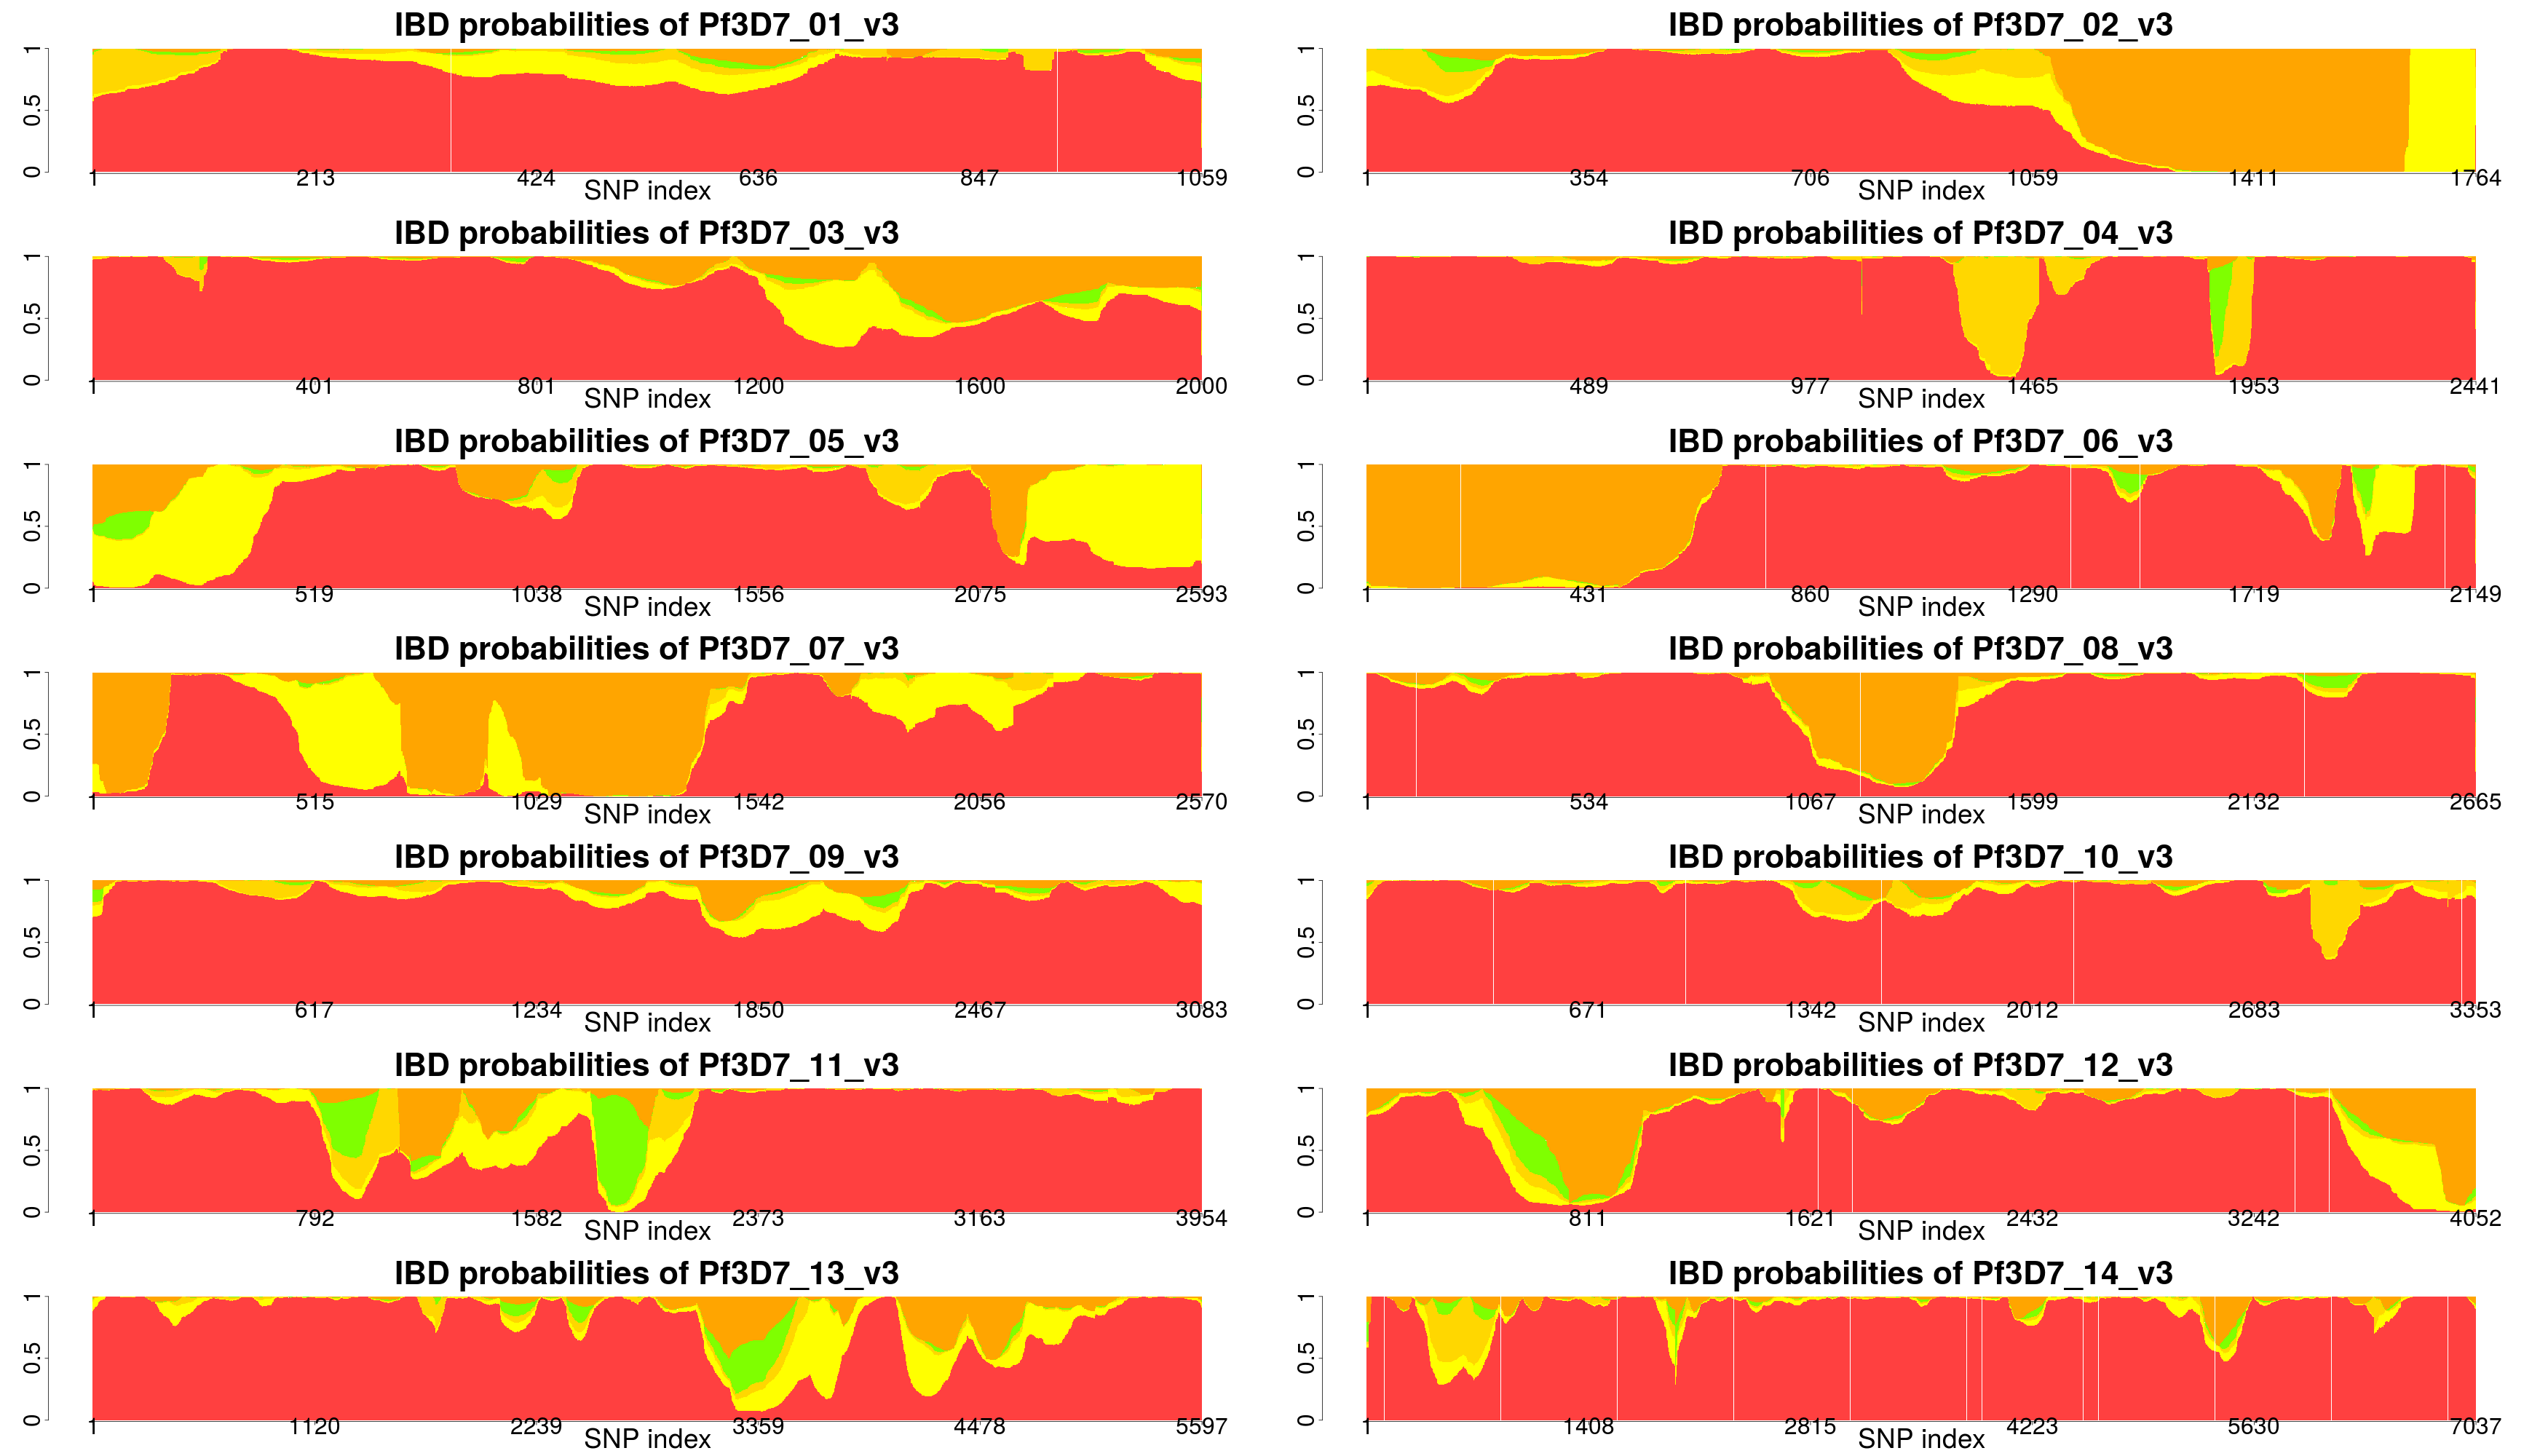 IBD probabilities of Pf3D7_01_v3
0 0.5 1
1 213 424 636 847 1059
SNP index
IBD probabilities of Pf3D7_02_v3
0 0.5 1
1 354 706 1059 1411 1764
SNP index
IBD probabilities of Pf3D7_03_v3
0 0.5 1
1 401 801 1200 1600 2000
SNP index
IBD probabilities of Pf3D7_04_v3
0 0.5 1
1 489 977 1465 1953 2441
SNP index
IBD probabilities of Pf3D7_05_v3
0 0.5 1
1 519 1038 1556 2075 2593
SNP index
IBD probabilities of Pf3D7_06_v3
0 0.5 1
1 431 860 1290 1719 2149
SNP index
IBD probabilities of Pf3D7_07_v3
0 0.5 1
1 515 1029 1542 2056 2570
SNP index
IBD probabilities of Pf3D7_08_v3
0 0.5 1
1 534 1067 1599 2132 2665
SNP index
IBD probabilities of Pf3D7_09_v3
0 0.5 1
1 617 1234 1850 2467 3083
SNP index
IBD probabilities of Pf3D7_10_v3
0 0.5 1
1 671 1342 2012 2683 3353
SNP index
IBD probabilities of Pf3D7_11_v3
0 0.5 1
1 792 1582 2373 3163 3954
SNP index
IBD probabilities of Pf3D7_12_v3
0 0.5 1
1 811 1621 2432 3242 4052
SNP index
IBD probabilities of Pf3D7_13_v3
0 0.5 1
1 1120 2239 3359 4478 5597
SNP index
IBD probabilities of Pf3D7_14_v3
0 0.5 1
1 1408 2815 4223 5630 7037
SNP index